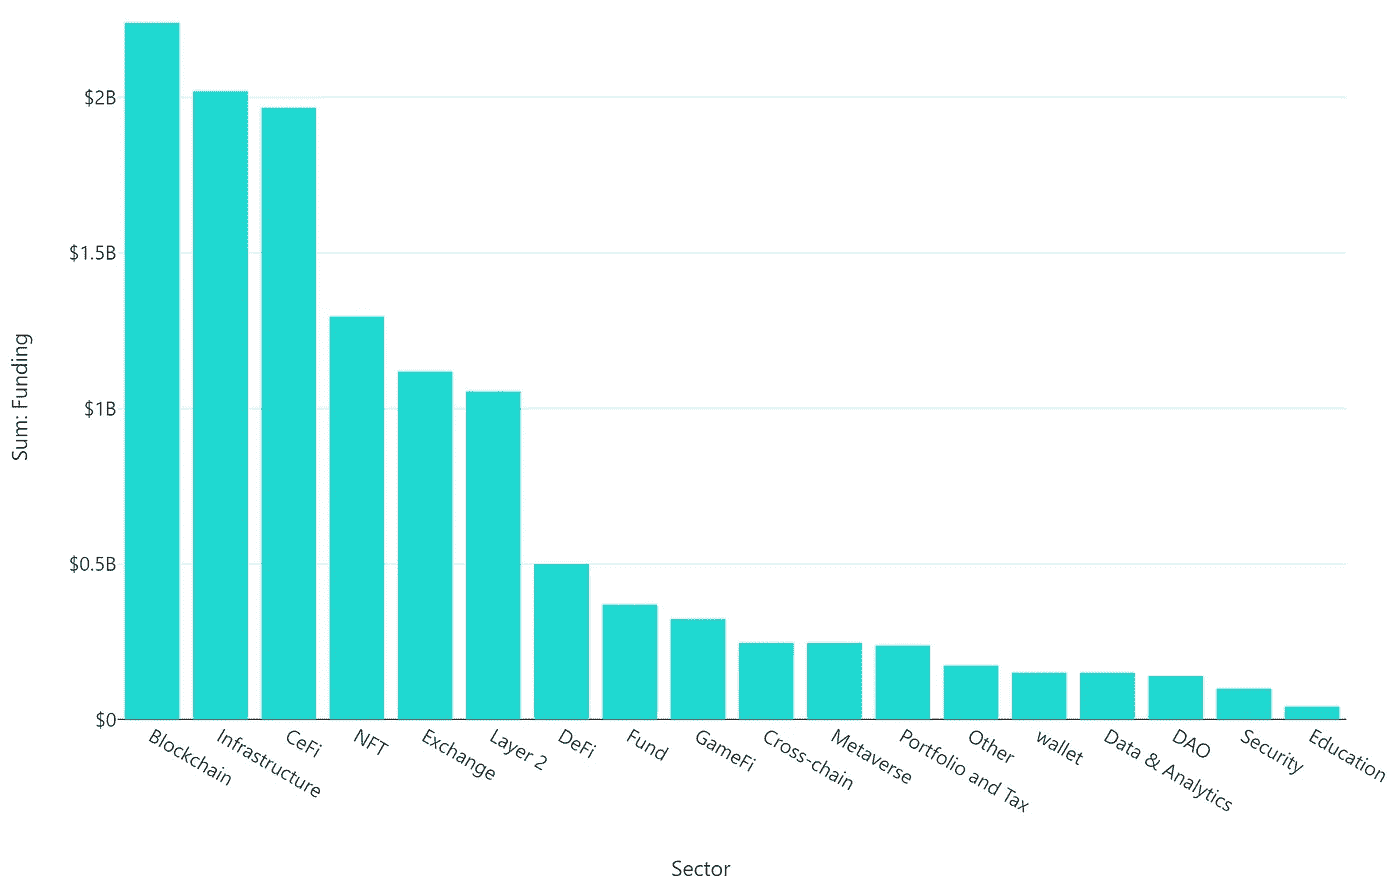 $2B
$1.5B
$1B
$0.5B
$0
Sum: Funding
Blockchain
Infrastructure
CeFi
NFT
Exchange
Layer 2
DeFi
Fund
GameFi
Cross-chain
Metaverse
Portfolio and Tax
Other
wallet
Data & Analytics
DAO
Security
Education
Sector